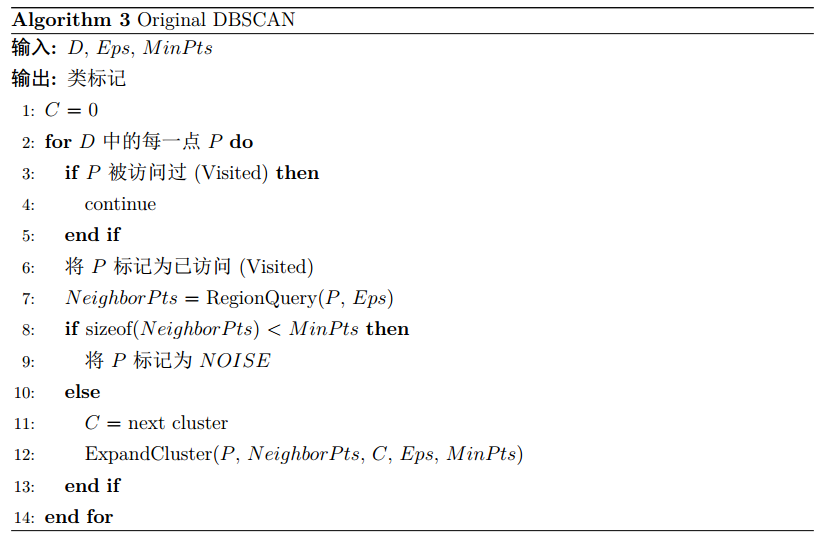 Algorithm 3 Original DBSCAN
输入: D, Eps, MinPts
输出: 类标记
1: C = 0
2: for D 中的每一点 P do
3: if P 被访问过 (Visited) then
4: continue
5: end if
6: 将 P 标记为已访问 (Visited)
7: NeighborPts = RegionQuery(P, Eps)
8: if sizeof(NeighborPts) < MinPts then
9: 将 P 标记为 NOISE
10: else
11: C = next cluster
12: ExpandCluster(P, NeighborPts, C, Eps, MinPts)
13: end if
14: end for